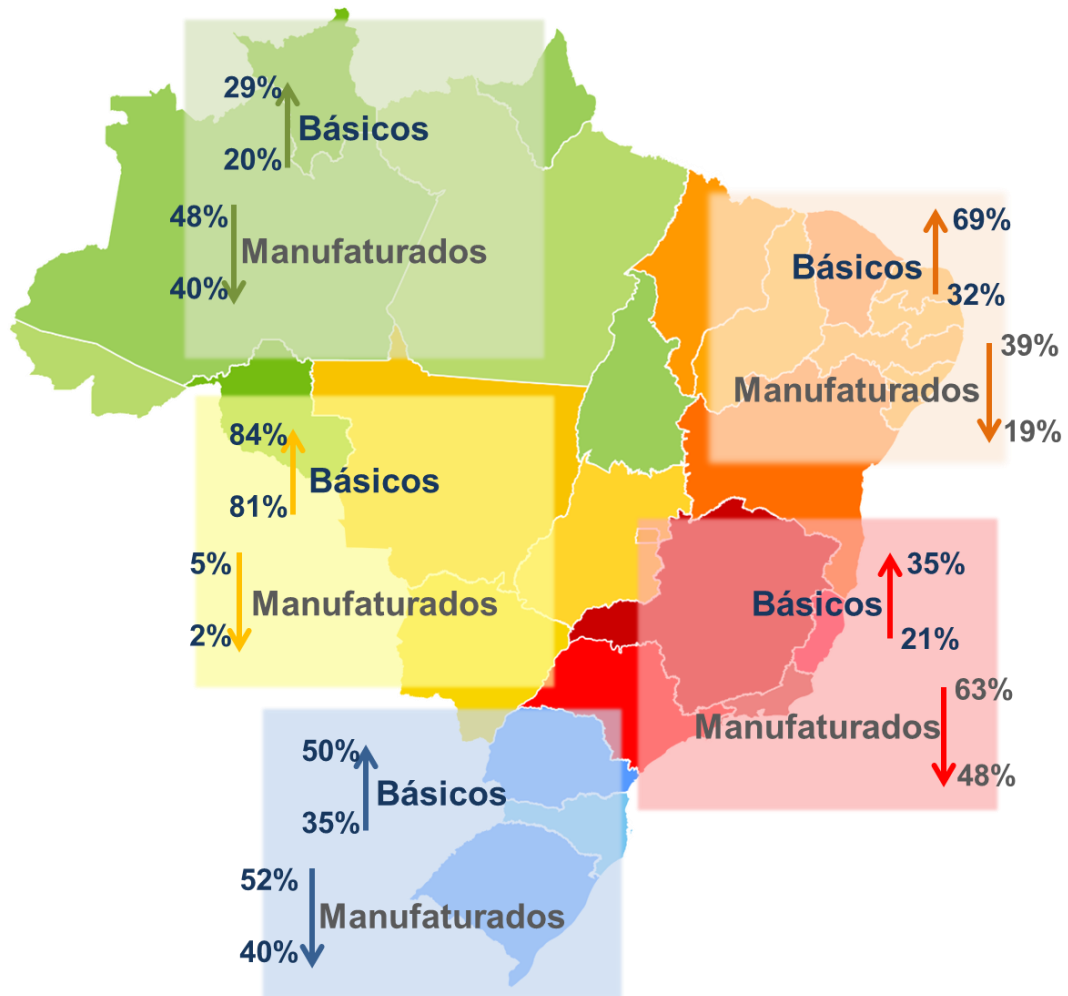 29%
Básicos
20%
48%
Manufaturados
40%
69%
Básicos
32%
39%
Manufaturados
19%
84%
Básicos
81%
5%
Manufaturados
2%
35%
Básicos
21%
63%
Manufaturados
48%
50%
Básicos
35%
52%
Manufaturados
40%